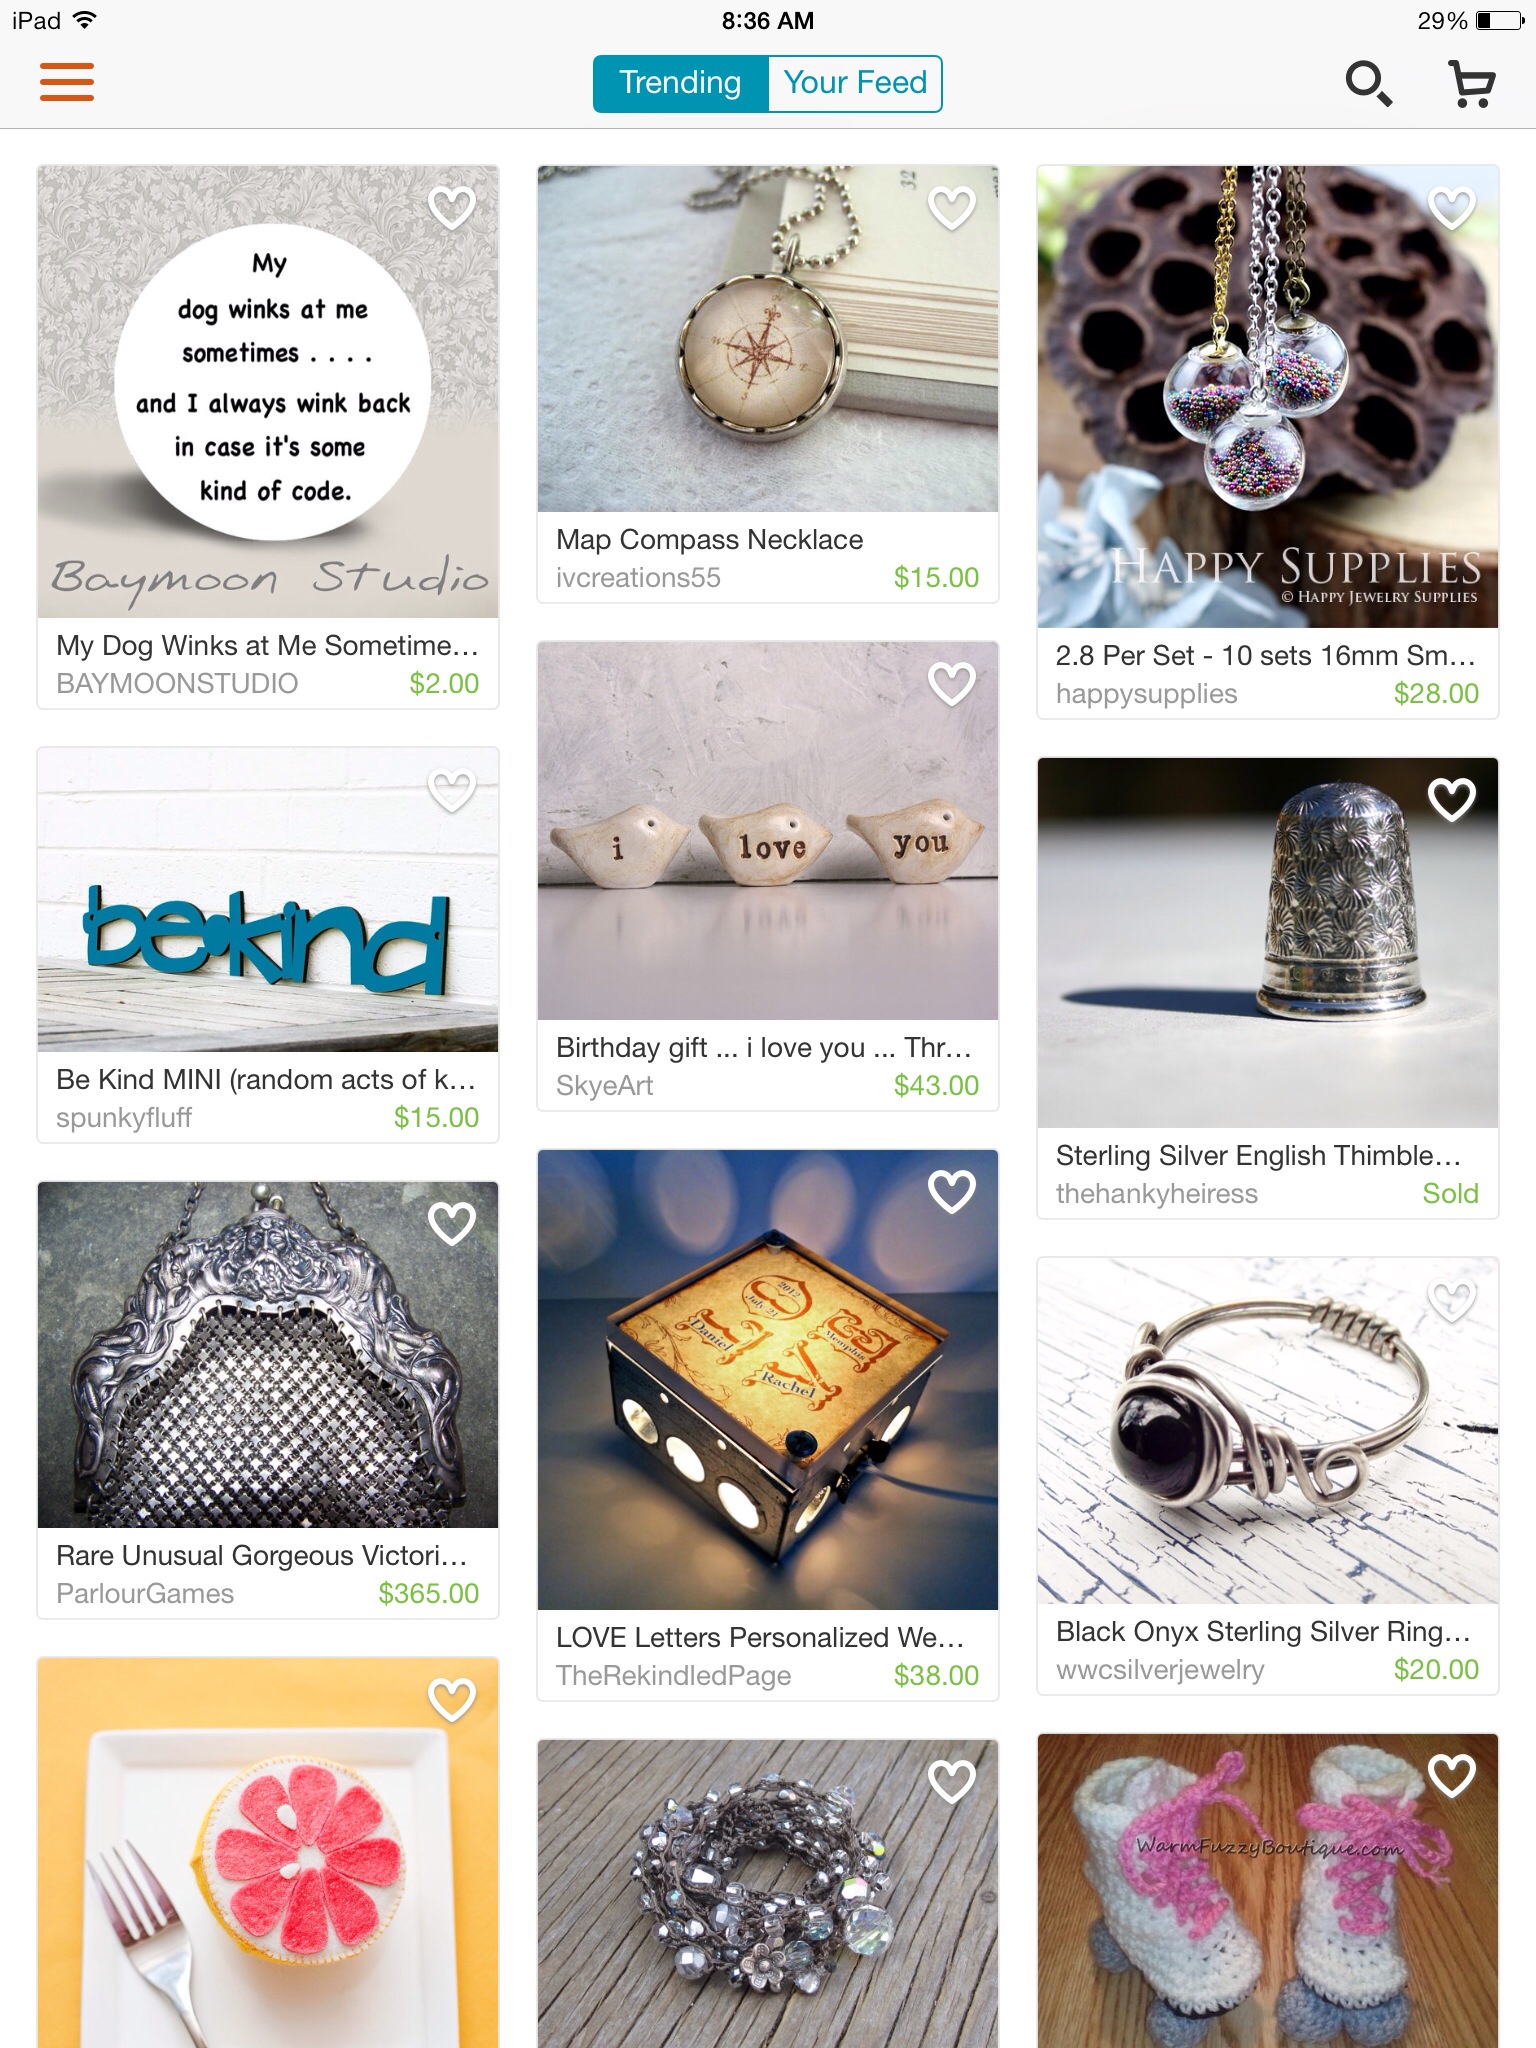 iPad
8:36 AM
29%
Trending
Your Feed
My
dog winks at me
sometimes . . . .
and I always wink back
in case it's some
kind of code.
Baymoon Studio
My Dog Winks at Me Sometime...
BAYMOONSTUDIO
$2.00
be•kind
Be Kind MINI (random acts of k...
spunkyfluff
$15.00
Rare Unusual Gorgeous Victori...
ParlourGames
$365.00
32
Map Compass Necklace
ivcreations55
$15.00
i
love
you
Birthday gift ... i love you ... Thr...
SkyeArt
$43.00
2012
July 21
Daniel
Memphis
Rachel
LOVE Letters Personalized We...
TheRekindledPage
$38.00
HAPPY SUPPLIES
© HAPPY JEWELRY SUPPLIES
2.8 Per Set - 10 sets 16mm Sm...
happysupplies
$28.00
Sterling Silver English Thimble...
thehankyheiress
Sold
Black Onyx Sterling Silver Ring...
wwcsilverjewelry
$20.00
WarmFuzzyBoutique.com